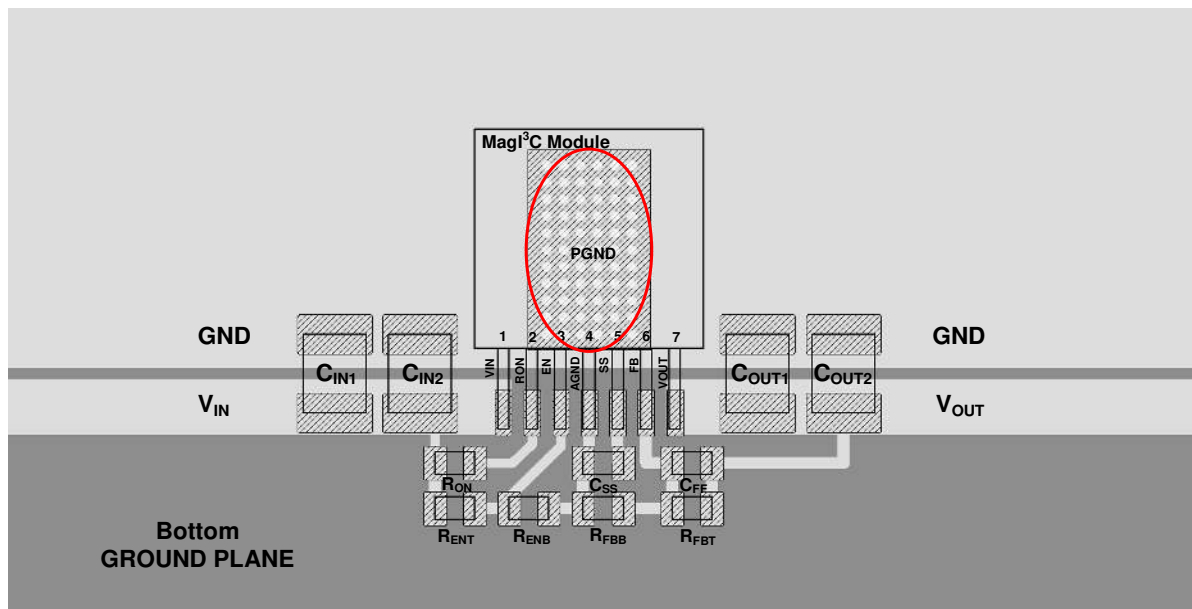 MagI³C Module
PGND
1 2 3 4 5 6 7
GND
GND
VIN RON EN AGND SS FB VOUT
CIN1 CIN2 COUT1 COUT2
VIN
VOUT
RON CSS CFF
RENT RENB RFBB RFBT
Bottom
GROUND PLANE